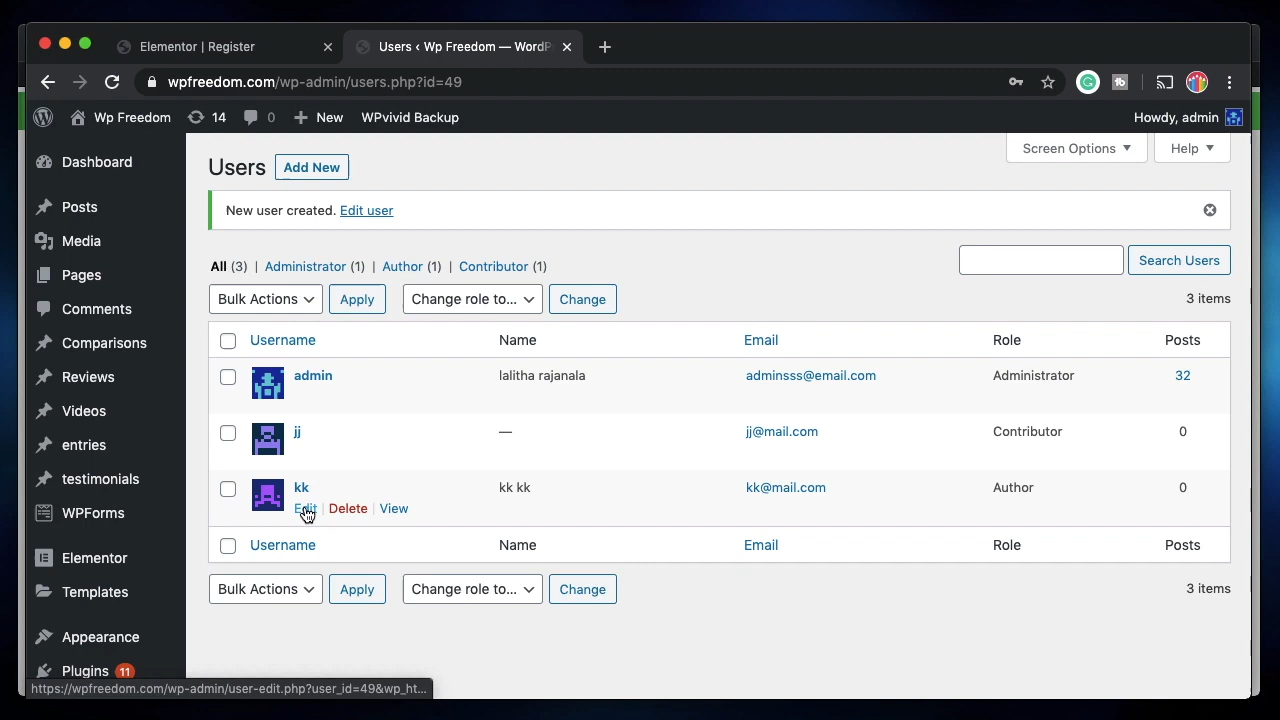 Elementor | Register
Users ‹ Wp Freedom — WordP
wpfreedom.com/wp-admin/users.php?id=49
Wp Freedom 14 0 New WPvivid Backup Howdy, admin
Dashboard
Posts
Media
Pages
Comments
Comparisons
Reviews
Videos
entries
testimonials
WPForms
Elementor
Templates
Appearance
Plugins 11
Screen Options Help
Users Add New
New user created. Edit user
All (3) | Administrator (1) | Author (1) | Contributor (1)
Search Users
Bulk Actions Apply Change role to... Change 3 items
Username Name Email Role Posts
admin lalitha rajanala adminsss@email.com Administrator 32
jj — jj@mail.com Contributor 0
kk kk kk kk@mail.com Author 0
Edit | Delete | View
Username Name Email Role Posts
Bulk Actions Apply Change role to... Change 3 items
https://wpfreedom.com/wp-admin/user-edit.php?user_id=49&wp_ht...